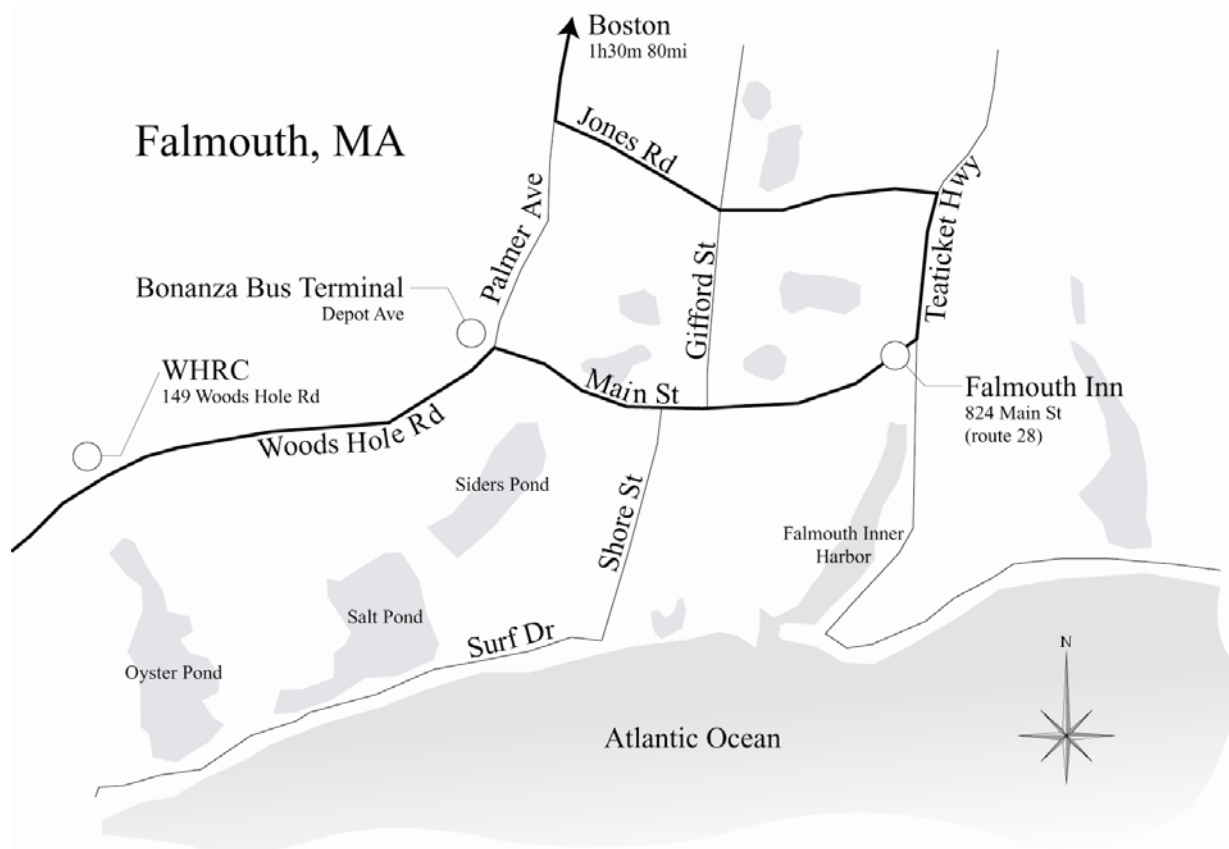 Boston
1h30m 80mi
Falmouth, MA
Jones Rd
Palmer Ave
Teaticket Hwy
Gifford St
Bonanza Bus Terminal
Depot Ave
WHRC
149 Woods Hole Rd
Main St
Falmouth Inn
824 Main St
(route 28)
Woods Hole Rd
Siders Pond
Shore St
Falmouth Inner
Harbor
Salt Pond
Surf Dr
Oyster Pond
N
Atlantic Ocean